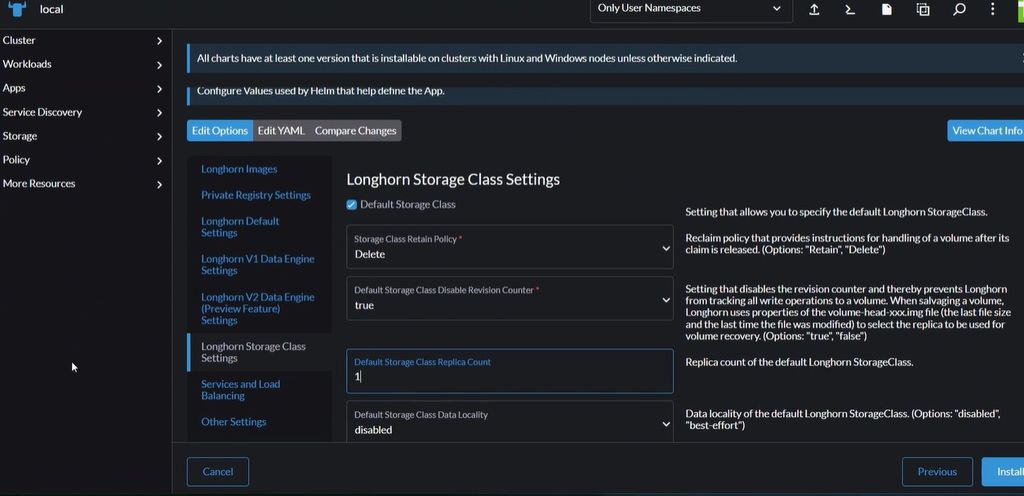 local
Only User Namespaces
Cluster
Workloads
Apps
Service Discovery
Storage
Policy
More Resources
All charts have at least one version that is installable on clusters with Linux and Windows nodes unless otherwise indicated.
Configure Values used by Helm that help define the App.
Edit Options
Edit YAML
Compare Changes
View Chart Info
Longhorn Images
Private Registry Settings
Longhorn Default
Settings
Longhorn V1 Data Engine
Settings
Longhorn V2 Data Engine
(Preview Feature)
Settings
Longhorn Storage Class
Settings
Services and Load
Balancing
Other Settings
Longhorn Storage Class Settings
Default Storage Class
Setting that allows you to specify the default Longhorn StorageClass.
Storage Class Retain Policy *
Delete
Reclaim policy that provides instructions for handling of a volume after its
claim is released. (Options: "Retain", "Delete")
Default Storage Class Disable Revision Counter *
true
Setting that disables the revision counter and thereby prevents Longhorn
from tracking all write operations to a volume. When salvaging a volume,
Longhorn uses properties of the volume-head-xxx.img file (the last file size
and the last time the file was modified) to select the replica to be used for
volume recovery. (Options: "true", "false")
Default Storage Class Replica Count
1
Replica count of the default Longhorn StorageClass.
Default Storage Class Data Locality
disabled
Data locality of the default Longhorn StorageClass. (Options: "disabled",
"best-effort")
Cancel
Previous
Install